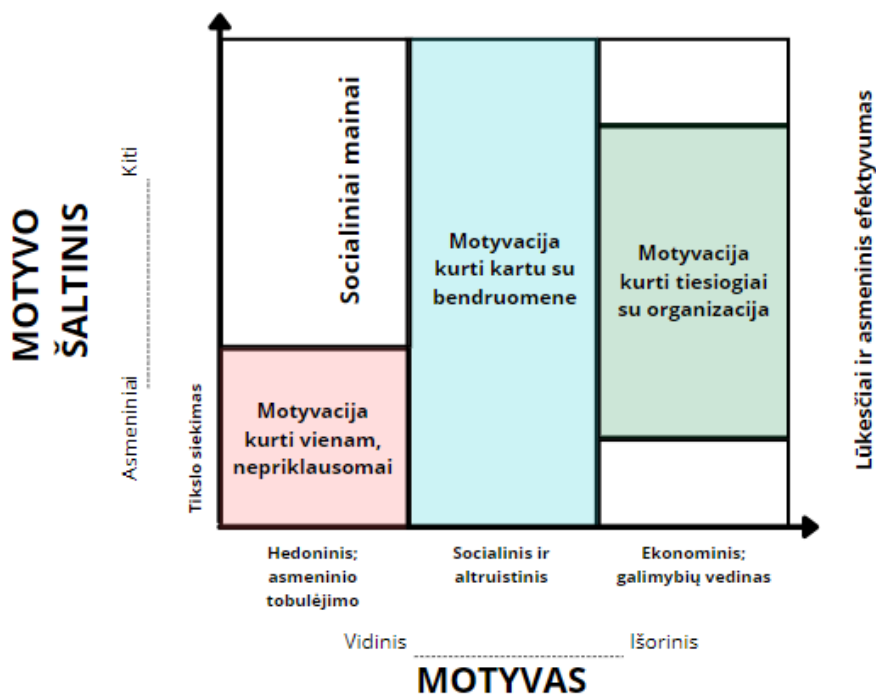 MOTYVO
ŠALTINIS
Kiti
Asmeniniai
Tikslo siekimas
Socialiniai mainai
Motyvacija
kurti vienam,
nepriklausomai
Motyvacija
kurti kartu su
bendruomene
Motyvacija
kurti tiesiogiai
su organizacija
Lūkesčiai ir asmeninis efektyvumas
Hedoninis;
asmeninio
tobulėjimo
Socialinis ir
altruistinis
Ekonominis;
galimybių vedinas
Vidinis
Išorinis
MOTYVAS